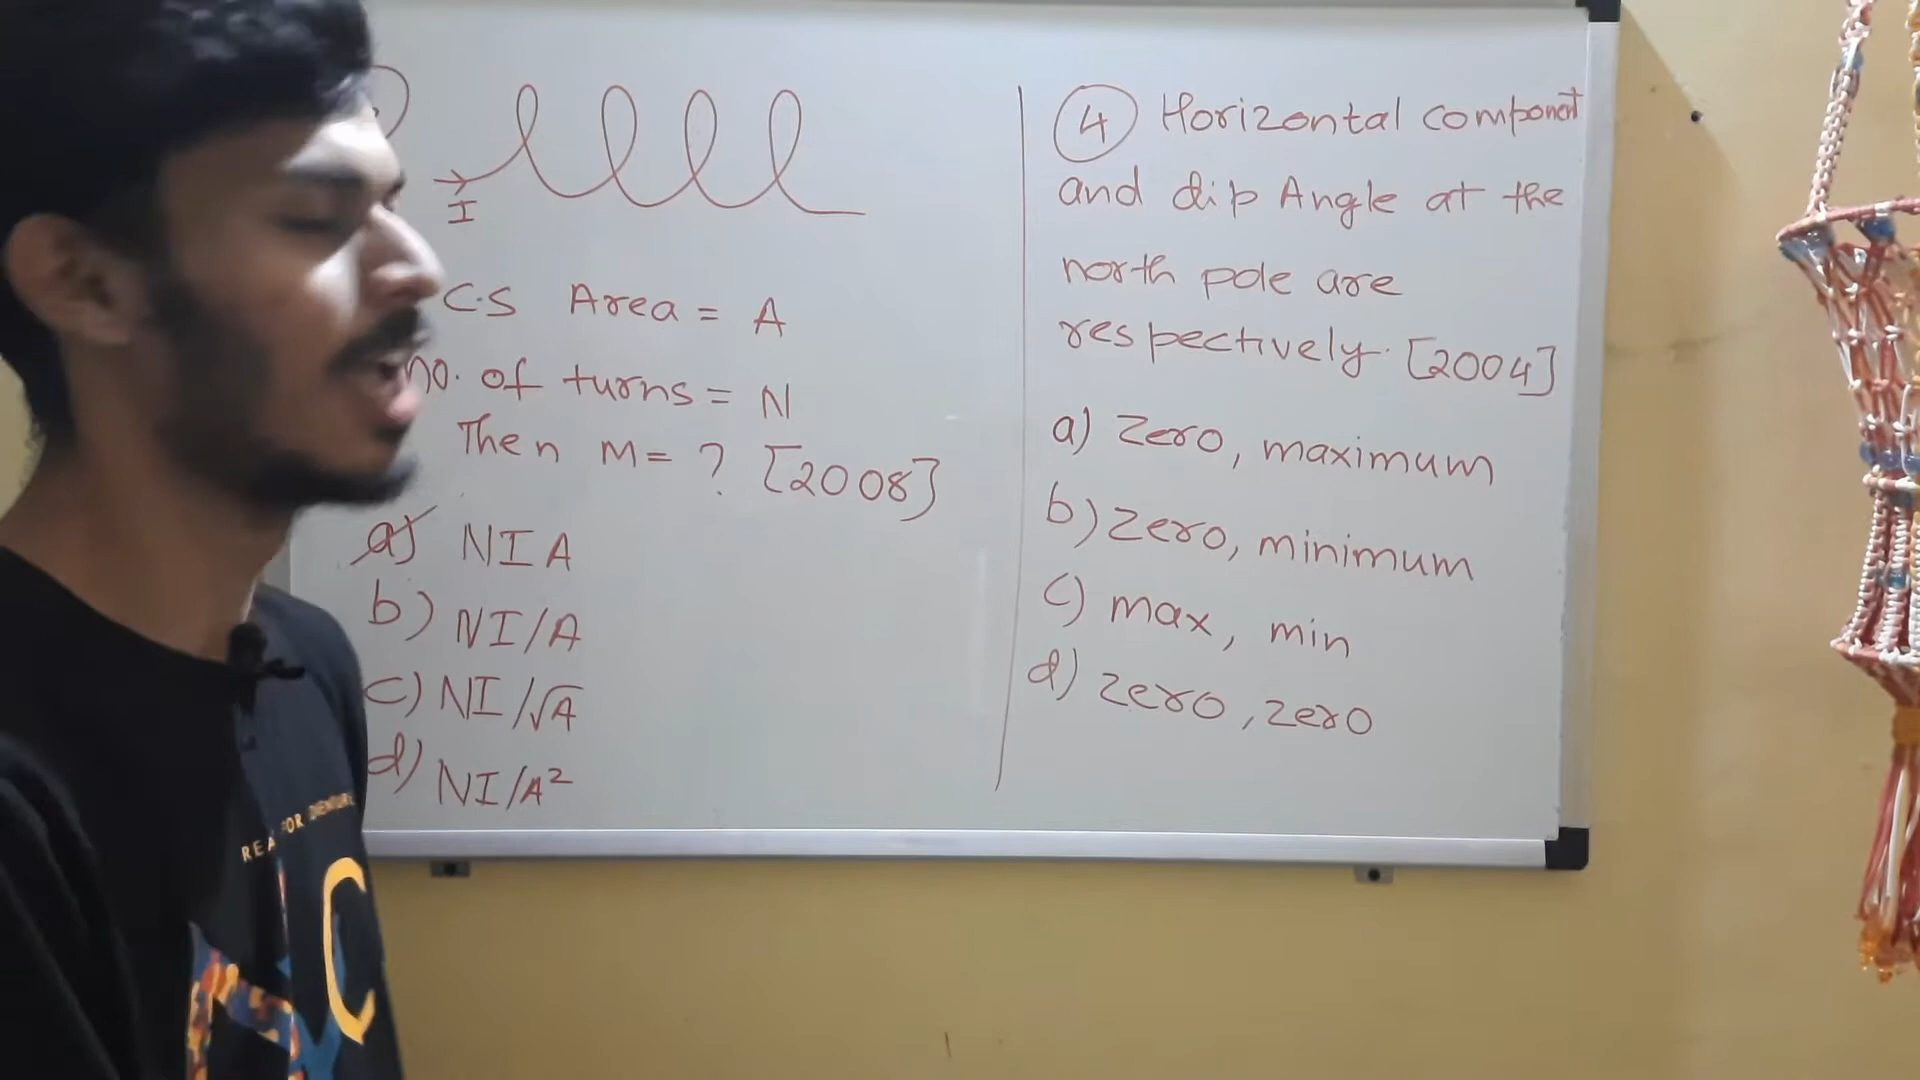 I
C.S Area = A
no. of turns = N
Then M = ? [2008]
a) NIA
b) NI/A
c) NI/√A
d) NI/A²
4 Horizontal component
and dip Angle at the
north pole are
respectively. [2004]
a) Zero, maximum
b) Zero, minimum
c) max, min
d) zero, zero